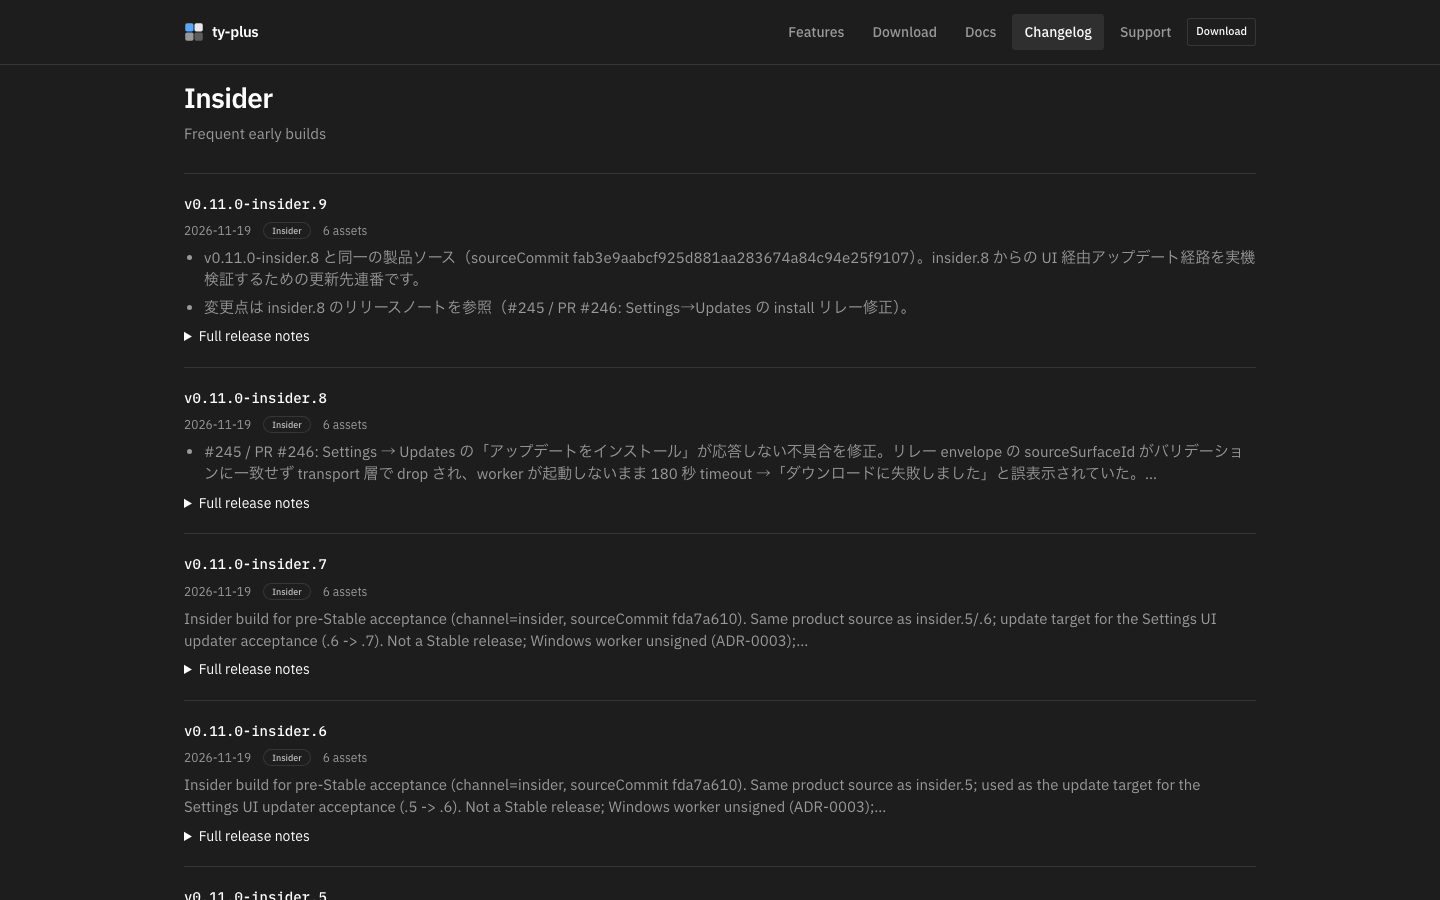 ty-plus
Features
Download
Docs
Changelog
Support
Download
Insider
Frequent early builds
v0.11.0-insider.9
2026-11-19 Insider 6 assets
• v0.11.0-insider.8 と同一の製品ソース（sourceCommit fab3e9aabcf925d881aa283674a84c94e25f9107）。insider.8 からの UI 経由アップデート経路を実機
検証するための更新先連番です。
• 変更点は insider.8 のリリースノートを参照（#245 / PR #246: Settings→Updates の install リレー修正）。
▶ Full release notes
v0.11.0-insider.8
2026-11-19 Insider 6 assets
• #245 / PR #246: Settings → Updates の「アップデートをインストール」が応答しない不具合を修正。リレー envelope の sourceSurfaceId がバリデーショ
ンに一致せず transport 層で drop され、worker が起動しないまま 180 秒 timeout →「ダウンロードに失敗しました」と誤表示されていた。...
▶ Full release notes
v0.11.0-insider.7
2026-11-19 Insider 6 assets
Insider build for pre-Stable acceptance (channel=insider, sourceCommit fda7a610). Same product source as insider.5/.6; update target for the Settings UI
updater acceptance (.6 -> .7). Not a Stable release; Windows worker unsigned (ADR-0003);...
▶ Full release notes
v0.11.0-insider.6
2026-11-19 Insider 6 assets
Insider build for pre-Stable acceptance (channel=insider, sourceCommit fda7a610). Same product source as insider.5; used as the update target for the
Settings UI updater acceptance (.5 -> .6). Not a Stable release; Windows worker unsigned (ADR-0003);...
▶ Full release notes
v0.11.0-insider.5